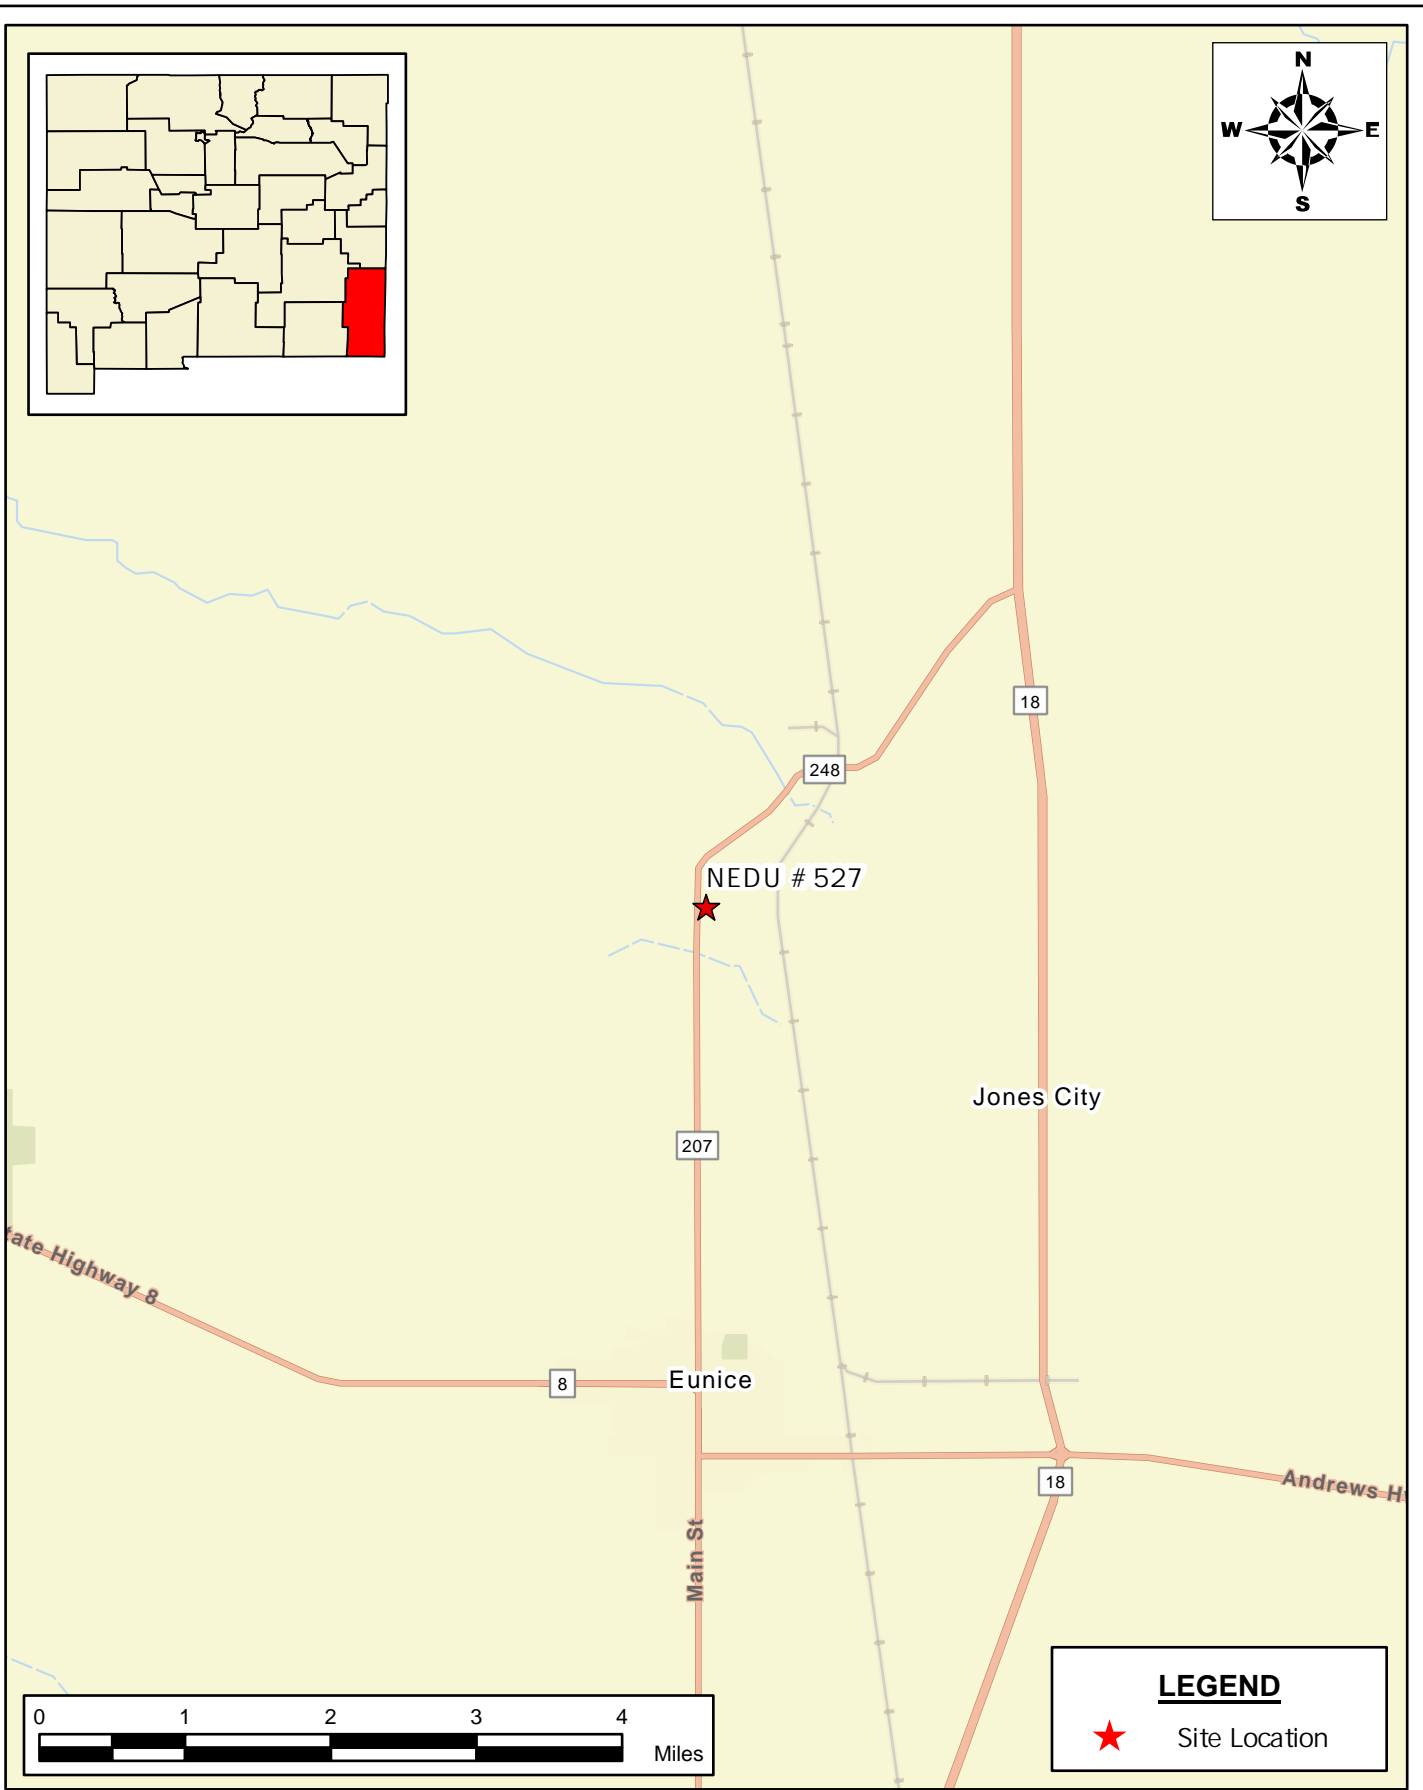 N
W E
S
18
248
NEDU # 527
Jones City
207
tate Highway 8
8
Eunice
18
Andrews H
Main St
LEGEND
Site Location
0 1 2 3 4
Miles